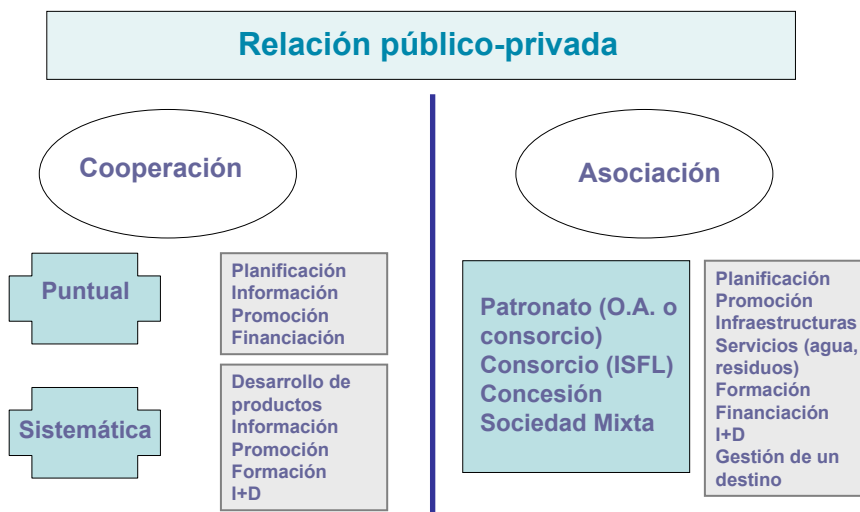 Relación público-privada
Cooperación
Puntual
Planificación
Información
Promoción
Financiación
Sistemática
Desarrollo de
productos
Información
Promoción
Formación
I+D
Asociación
Patronato (O.A. o
consorcio)
Consorcio (ISFL)
Concesión
Sociedad Mixta
Planificación
Promoción
Infraestructuras
Servicios (agua,
residuos)
Formación
Financiación
I+D
Gestión de un
destino